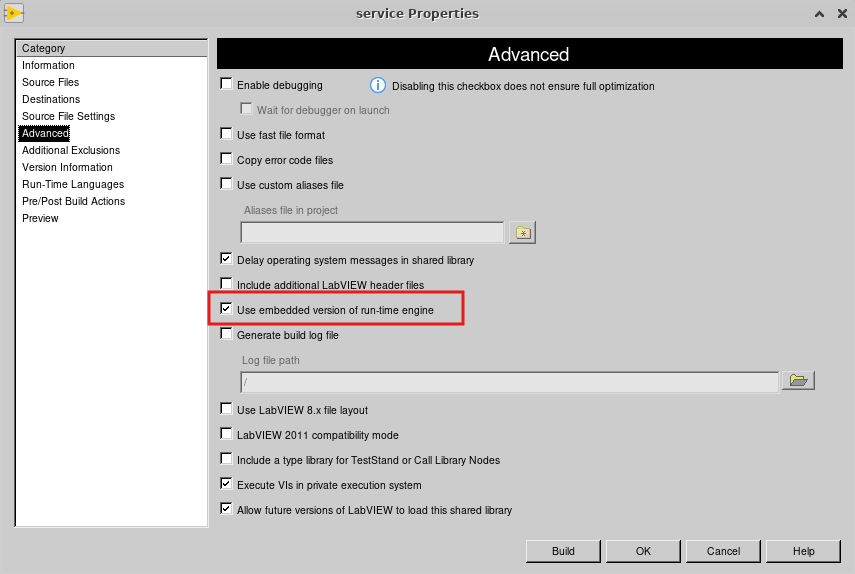 service Properties
Category
Information
Source Files
Destinations
Source File Settings
Advanced
Additional Exclusions
Version Information
Run-Time Languages
Pre/Post Build Actions
Preview
Advanced
Enable debugging
i Disabling this checkbox does not ensure full optimization
Wait for debugger on launch
Use fast file format
Copy error code files
Use custom aliases file
Aliases file in project
Delay operating system messages in shared library
Include additional LabVIEW header files
Use embedded version of run-time engine
Generate build log file
Log file path
/
Use LabVIEW 8.x file layout
LabVIEW 2011 compatibility mode
Include a type library for TestStand or Call Library Nodes
Execute VIs in private execution system
Allow future versions of LabVIEW to load this shared library
Build OK Cancel Help